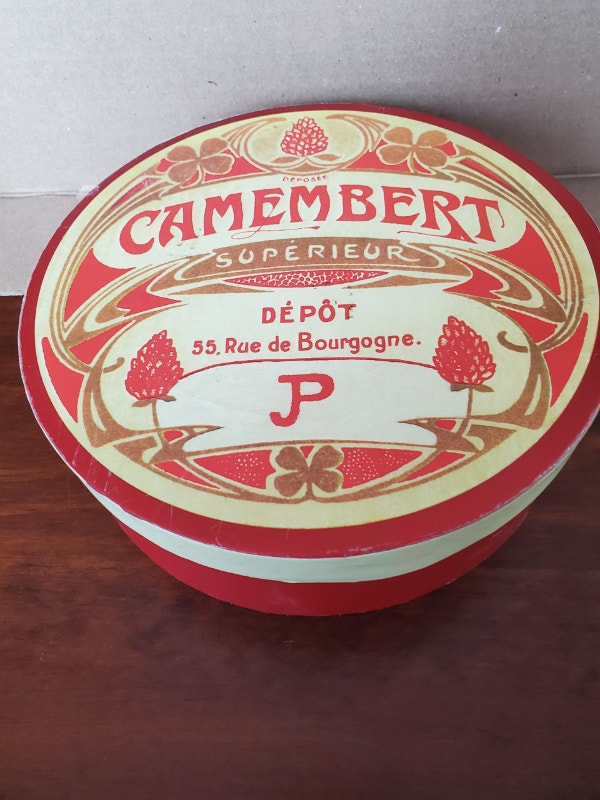 DÉPOSÉE
CAMEMBERT
SUPÉRIEUR
DÉPÔT
55, Rue de Bourgogne.
JP